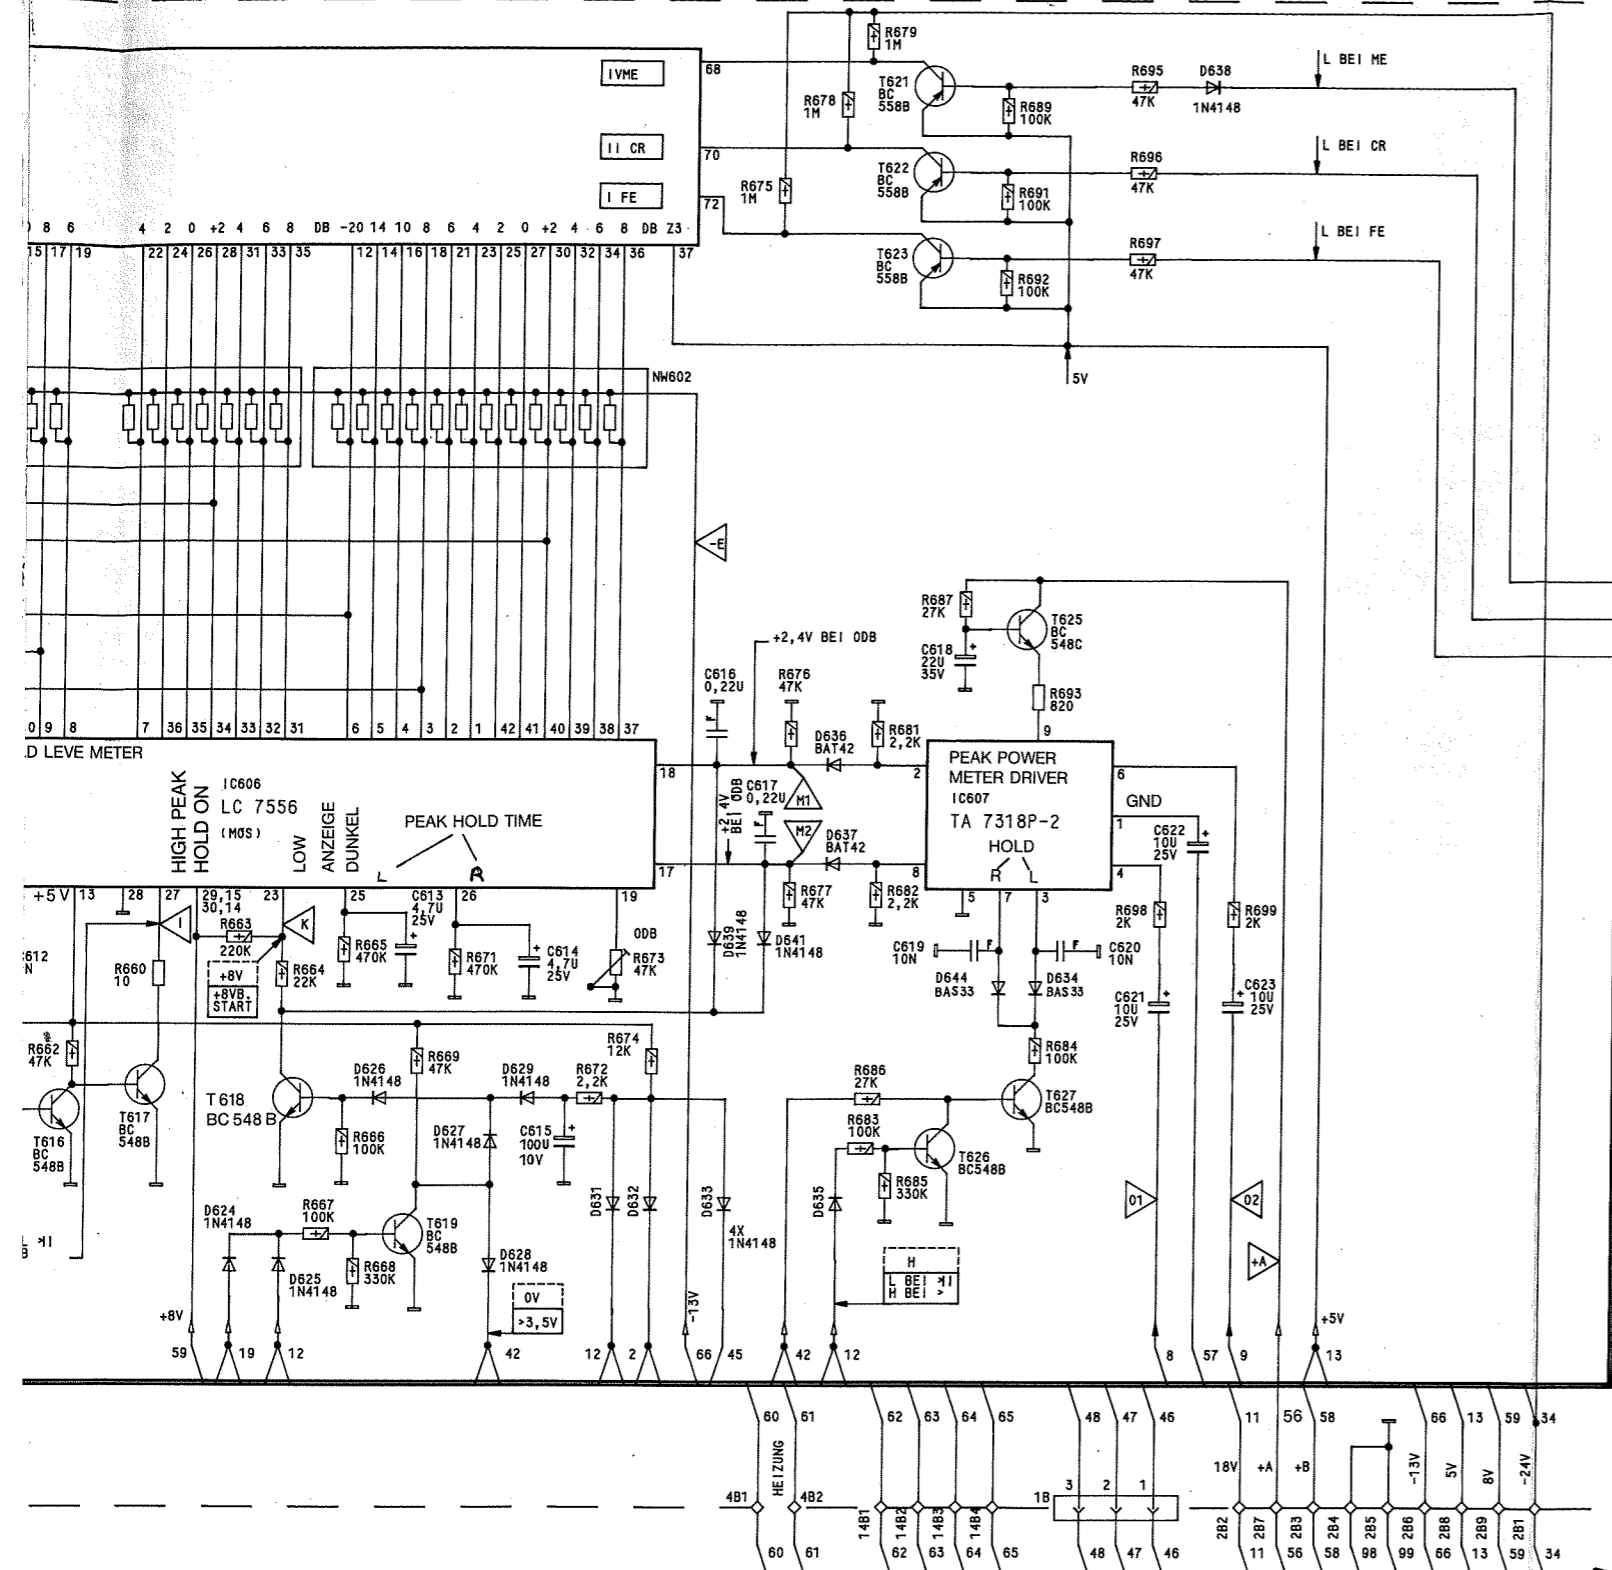 R679
1M
68
IVME
T621
BC
558B
R695
47K
D638
1N4148
L BEI ME
R678
1M
R689
100K
II CR
70
T622
BC
558B
R696
47K
L BEI CR
R675
1M
R691
100K
I FE
72
8 6 4 2 0 +2 4 6 8 DB -20 14 10 8 6 4 2 0 +2 4 6 8 DB Z3
15 17 19 22 24 26 28 31 33 35 12 14 16 18 21 23 25 27 30 32 34 36 37
T623
BC
558B
R697
47K
L BEI FE
R692
100K
5V
NW602
-E
R687
27K
T625
BC
548C
C618
22U
35V
+
+2,4V BEI 0DB
C616
0,22U
R676
47K
R693
820
9 8 7 36 35 34 33 32 31 6 5 4 3 2 1 42 41 40 39 38 37
F
D636
BAT42
R681
2,2K
9
D LEVE METER
18
2
PEAK POWER
METER DRIVER
IC607
TA 7318P-2
HOLD
R L
6
GND
1
HIGH PEAK
HOLD ON
IC606
LC 7556
(MOS)
LOW
ANZEIGE
DUNKEL
PEAK HOLD TIME
L R
+2,4V
BEI 0DB
C617
0,22U
F
M1
M2
D637
BAT42
C622
10U
25V
+
17
8
4
+5V 13 28 27 29,15
30,14
23 25 26 19
5 7 3
I
K
R663
220K
C613
4,7U
25V
R677
47K
R682
2,2K
R698
2K
R699
2K
+8V
+8VB.
START
R664
22K
R665
470K
R671
470K
C614
4,7U
25V
0DB
R673
47K
D639
1N4148
D641
1N4148
C619
10N
F
F
C620
10N
R660
10
D644
BAS33
D634
BAS33
C621
10U
25V
+
C623
10U
25V
+
R662
47K
R669
47K
R674
12K
R684
100K
D626
1N4148
D629
1N4148
R672
2,2K
R686
27K
T627
BC548B
T618
BC 548 B
T617
BC
548B
T616
BC
548B
R666
100K
D627
1N4148
C615
100U
10V
+
R683
100K
T626
BC548B
R685
330K
D631
D632
D633
4X
1N4148
D635
01
02
D624
1N4148
R667
100K
T619
BC
548B
D625
1N4148
R668
330K
D628
1N4148
0V
>3,5V
H
L BEI >II
H BEI >
+A
+8V
-13V
+5V
59 19 12 42 12 2 66 45 42 12 8 57 9 13
60 61 62 63 64 65 48 47 46 11 56 58 66 13 59 34
HEIZUNG
18V +A +B -13V 5V 8V -24V
3 2 1
4B1 4B2 14B1 14B2 14B3 14B4 1B 2B2 2B7 2B3 2B4 2B5 2B6 2B8 2B9 2B1
60 61 62 63 64 65 48 47 46 11 56 58 98 99 66 13 59 34